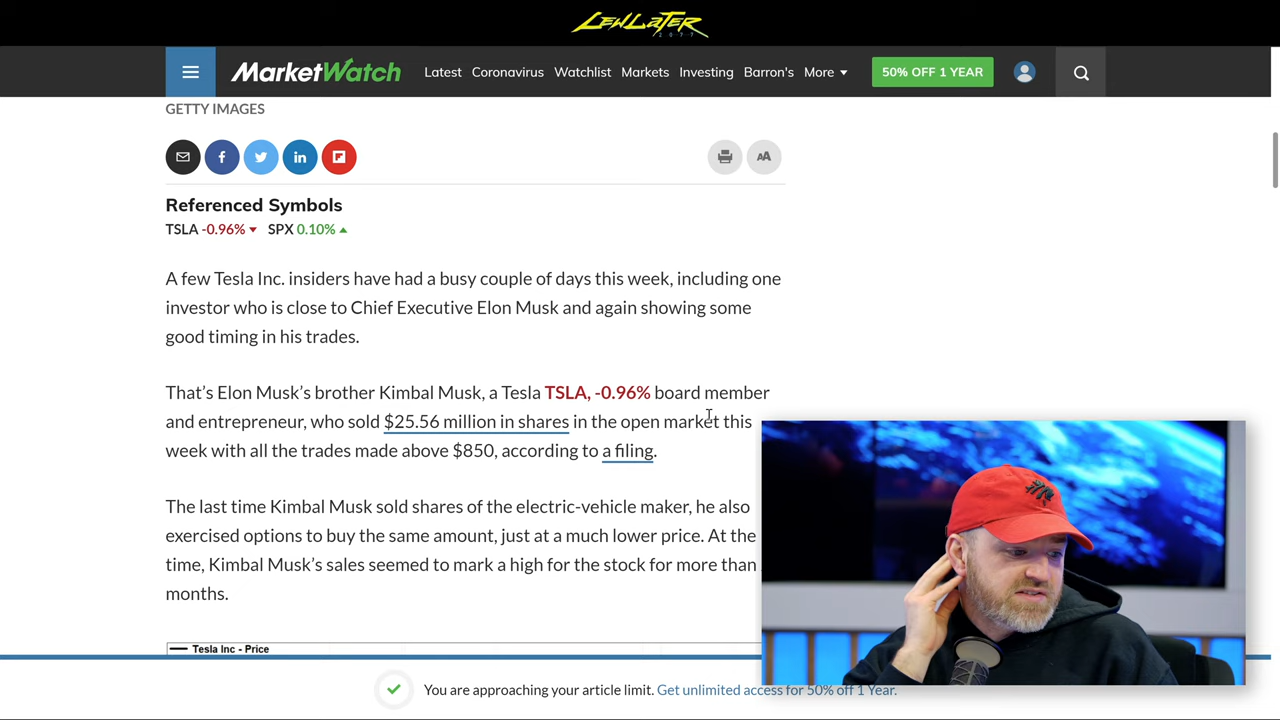 LEWLATER
2077
MarketWatch
Latest Coronavirus Watchlist Markets Investing Barron's More
50% OFF 1 YEAR
GETTY IMAGES
Referenced Symbols
TSLA -0.96% SPX 0.10%
A few Tesla Inc. insiders have had a busy couple of days this week, including one
investor who is close to Chief Executive Elon Musk and again showing some
good timing in his trades.
That’s Elon Musk’s brother Kimbal Musk, a Tesla TSLA, -0.96% board member
and entrepreneur, who sold $25.56 million in shares in the open market this
week with all the trades made above $850, according to a filing.
The last time Kimbal Musk sold shares of the electric-vehicle maker, he also
exercised options to buy the same amount, just at a much lower price. At the
time, Kimbal Musk’s sales seemed to mark a high for the stock for more than
months.
Tesla Inc - Price
You are approaching your article limit. Get unlimited access for 50% off 1 Year.